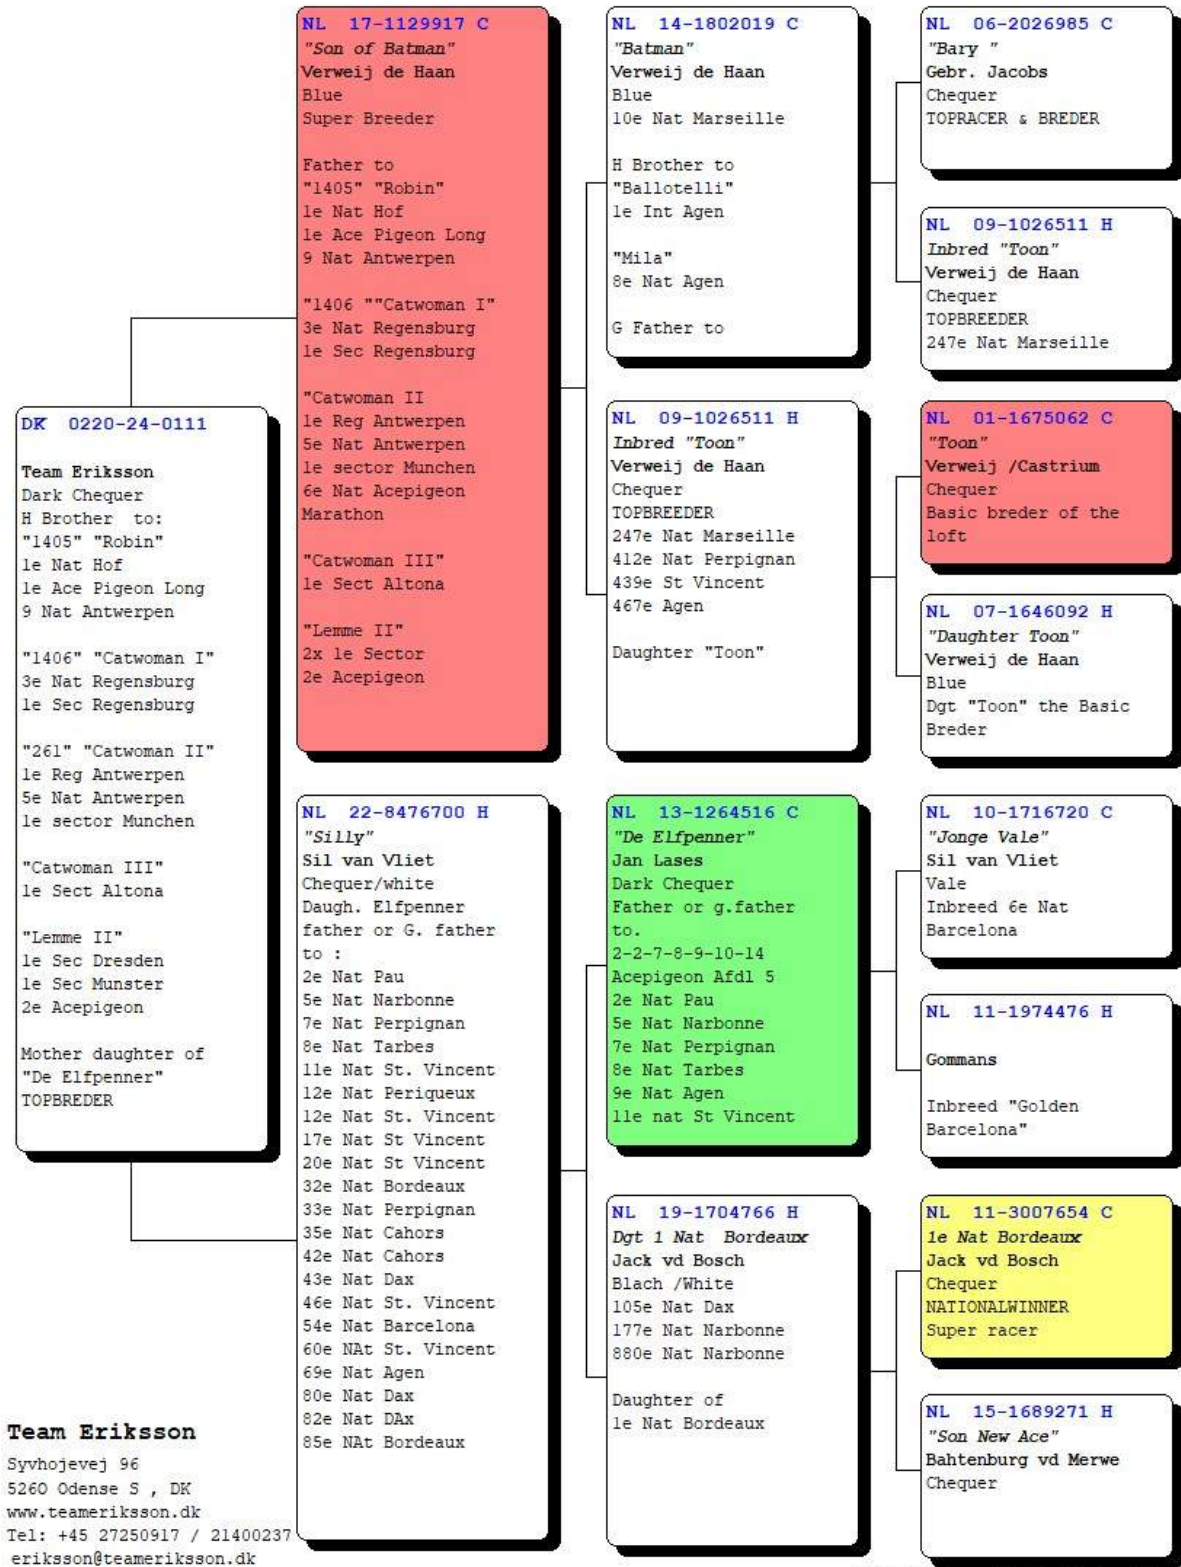 DK 0220-24-0111
Team Eriksson
Dark Chequer
H Brother to:
"1405" "Robin"
1e Nat Hof
1e Ace Pigeon Long
9 Nat Antwerpen
"1406" "Catwoman I"
3e Nat Regensburg
1e Sec Regensburg
"261" "Catwoman II"
1e Reg Antwerpen
5e Nat Antwerpen
1e sector Munchen
"Catwoman III"
1e Sect Altona
"Lemme II"
1e Sec Dresden
1e Sec Munster
2e Acepigeon
Mother daughter of
"De Elfpenner"
TOPBREDER
NL 17-1129917 C
"Son of Batman"
Verweij de Haan
Blue
Super Breeder
Father to
"1405" "Robin"
1e Nat Hof
1e Ace Pigeon Long
9 Nat Antwerpen
"1406 ""Catwoman I"
3e Nat Regensburg
1e Sec Regensburg
"Catwoman II
1e Reg Antwerpen
5e Nat Antwerpen
1e sector Munchen
6e Nat Acepigeon
Marathon
"Catwoman III"
1e Sect Altona
"Lemme II"
2x 1e Sector
2e Acepigeon
NL 22-8476700 H
"Silly"
Sil van Vliet
Chequer/white
Daugh. Elfpenner
father or G. father
to :
2e Nat Pau
5e Nat Narbonne
7e Nat Perpignan
8e Nat Tarbes
11e Nat St. Vincent
12e Nat Periqueux
12e Nat St. Vincent
17e Nat St Vincent
20e Nat St Vincent
32e Nat Bordeaux
33e Nat Perpignan
35e Nat Cahors
42e Nat Cahors
43e Nat Dax
46e Nat St. Vincent
54e Nat Barcelona
60e NAt St. Vincent
69e Nat Agen
80e Nat Dax
82e Nat DAx
85e NAt Bordeaux
NL 14-1802019 C
"Batman"
Verweij de Haan
Blue
10e Nat Marseille
H Brother to
"Ballotelli"
1e Int Agen
"Mila"
8e Nat Agen
G Father to
NL 09-1026511 H
Inbred "Toon"
Verweij de Haan
Chequer
TOPBREEDER
247e Nat Marseille
412e Nat Perpignan
439e St Vincent
467e Agen
Daughter "Toon"
NL 13-1264516 C
"De Elfpenner"
Jan Lases
Dark Chequer
Father or g.father
to.
2-2-7-8-9-10-14
Acepigeon Afdl 5
2e Nat Pau
5e Nat Narbonne
7e Nat Perpignan
8e Nat Tarbes
9e Nat Agen
11e nat St Vincent
NL 19-1704766 H
Dgt 1 Nat Bordeaux
Jack vd Bosch
Blach /White
105e Nat Dax
177e Nat Narbonne
880e Nat Narbonne
Daughter of
1e Nat Bordeaux
NL 06-2026985 C
"Bary "
Gebr. Jacobs
Chequer
TOPRACER & BREDER
NL 09-1026511 H
Inbred "Toon"
Verweij de Haan
Chequer
TOPBREEDER
247e Nat Marseille
NL 01-1675062 C
"Toon"
Verweij /Castrium
Chequer
Basic breder of the
loft
NL 07-1646092 H
"Daughter Toon"
Verweij de Haan
Blue
Dgt "Toon" the Basic
Breder
NL 10-1716720 C
"Jonge Vale"
Sil van Vliet
Vale
Inbreed 6e Nat
Barcelona
NL 11-1974476 H
Gommans
Inbreed "Golden
Barcelona"
NL 11-3007654 C
1e Nat Bordeaux
Jack vd Bosch
Chequer
NATIONALWINNER
Super racer
NL 15-1689271 H
"Son New Ace"
Bahtenburg vd Merwe
Chequer
Team Eriksson
Syvhojevej 96
5260 Odense S , DK
www.teameriksson.dk
Tel: +45 27250917 / 21400237
eriksson@teameriksson.dk